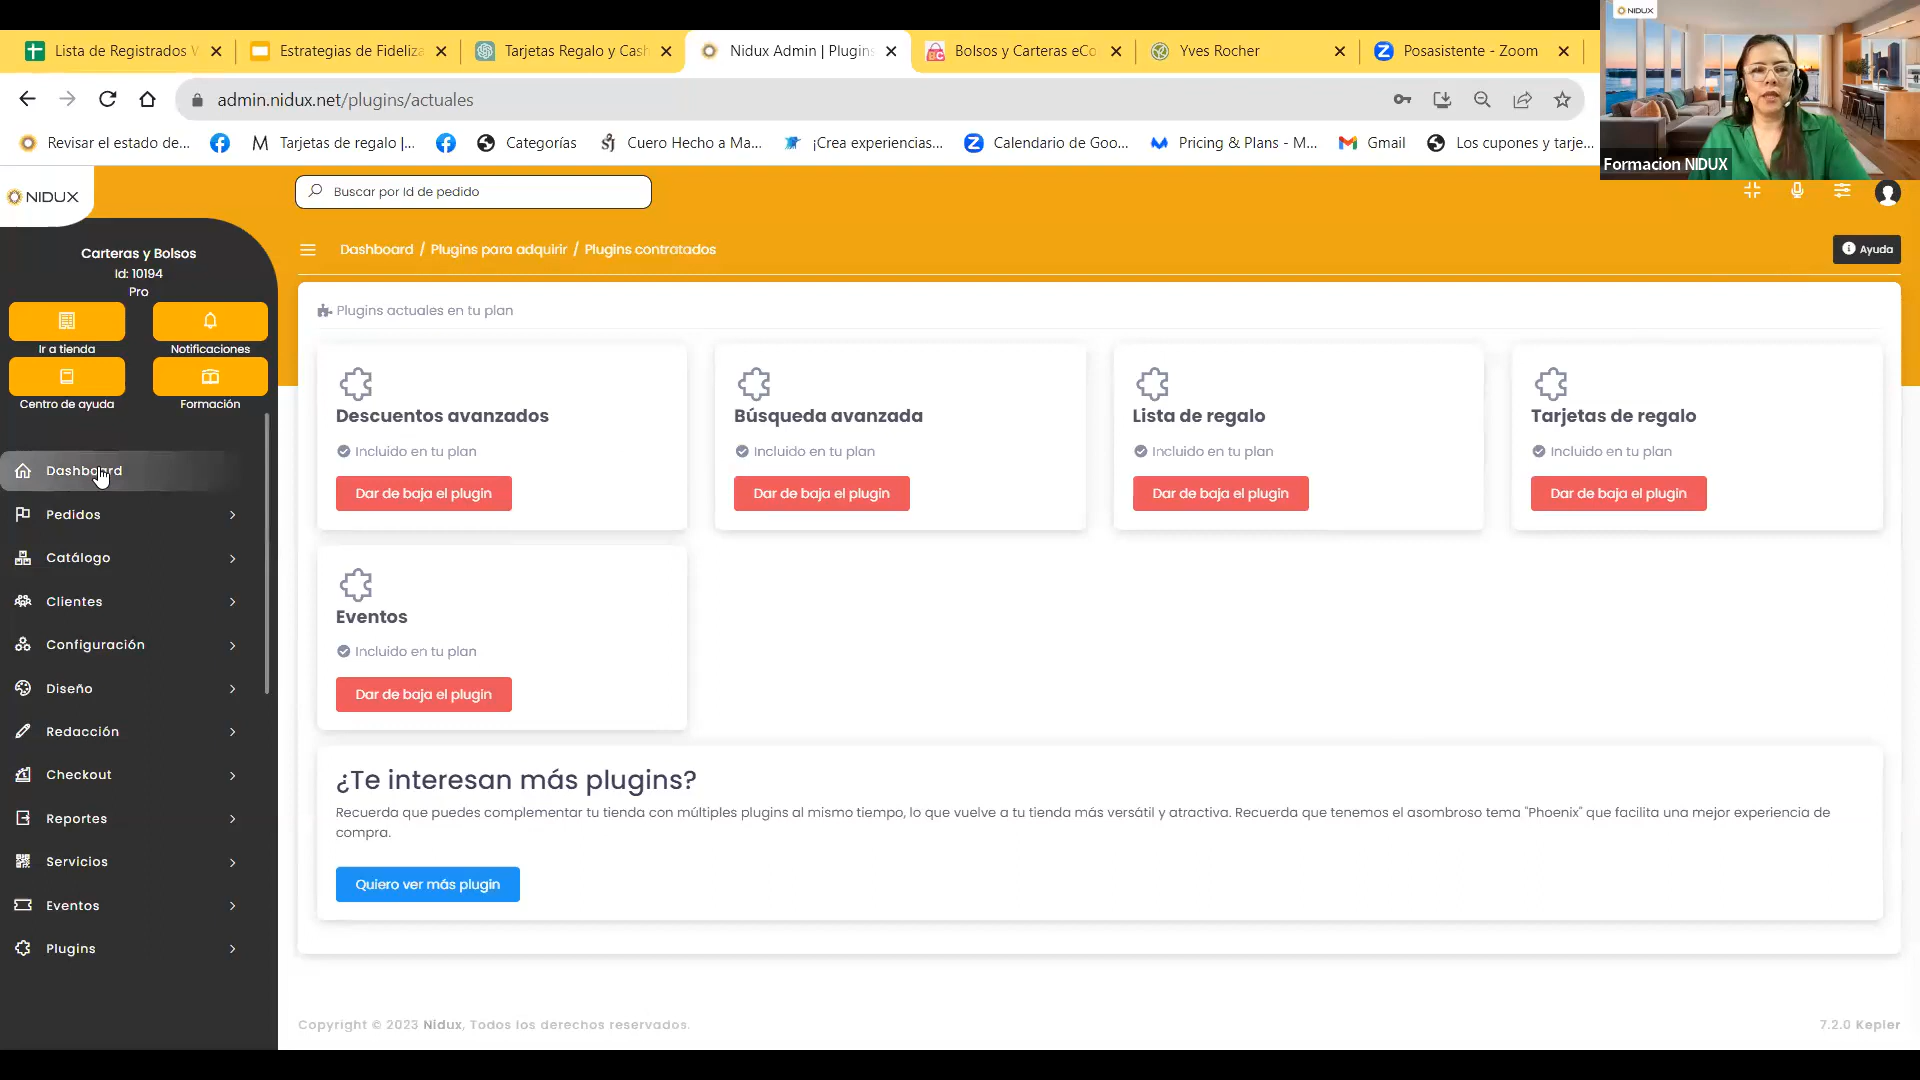 Lista de Registrados V
Estrategias de Fideliza
Tarjetas Regalo y Cash
Nidux Admin | Plugins
Bolsos y Carteras eCo
Yves Rocher
Posasistente - Zoom
NIDUX
admin.nidux.net/plugins/actuales
Revisar el estado de...
Tarjetas de regalo |...
Categorías
Cuero Hecho a Ma...
¡Crea experiencias...
Calendario de Goo...
Pricing & Plans - M...
Gmail
Los cupones y tarje...
Formacion NIDUX
NIDUX
Buscar por Id de pedido
Dashboard / Plugins para adquirir / Plugins contratados
Ayuda
Carteras y Bolsos
Id: 10194
Pro
Ir a tienda
Notificaciones
Centro de ayuda
Formación
Dashboard
Pedidos
Catálogo
Clientes
Configuración
Diseño
Redacción
Checkout
Reportes
Servicios
Eventos
Plugins
Plugins actuales en tu plan
Descuentos avanzados
Incluido en tu plan
Dar de baja el plugin
Búsqueda avanzada
Incluido en tu plan
Dar de baja el plugin
Lista de regalo
Incluido en tu plan
Dar de baja el plugin
Tarjetas de regalo
Incluido en tu plan
Dar de baja el plugin
Eventos
Incluido en tu plan
Dar de baja el plugin
¿Te interesan más plugins?
Recuerda que puedes complementar tu tienda con múltiples plugins al mismo tiempo, lo que vuelve a tu tienda más versátil y atractiva. Recuerda que tenemos el asombroso tema "Phoenix" que facilita una mejor experiencia de
compra.
Quiero ver más plugin
Copyright © 2023 Nidux, Todos los derechos reservados.
7.2.0 Kepler